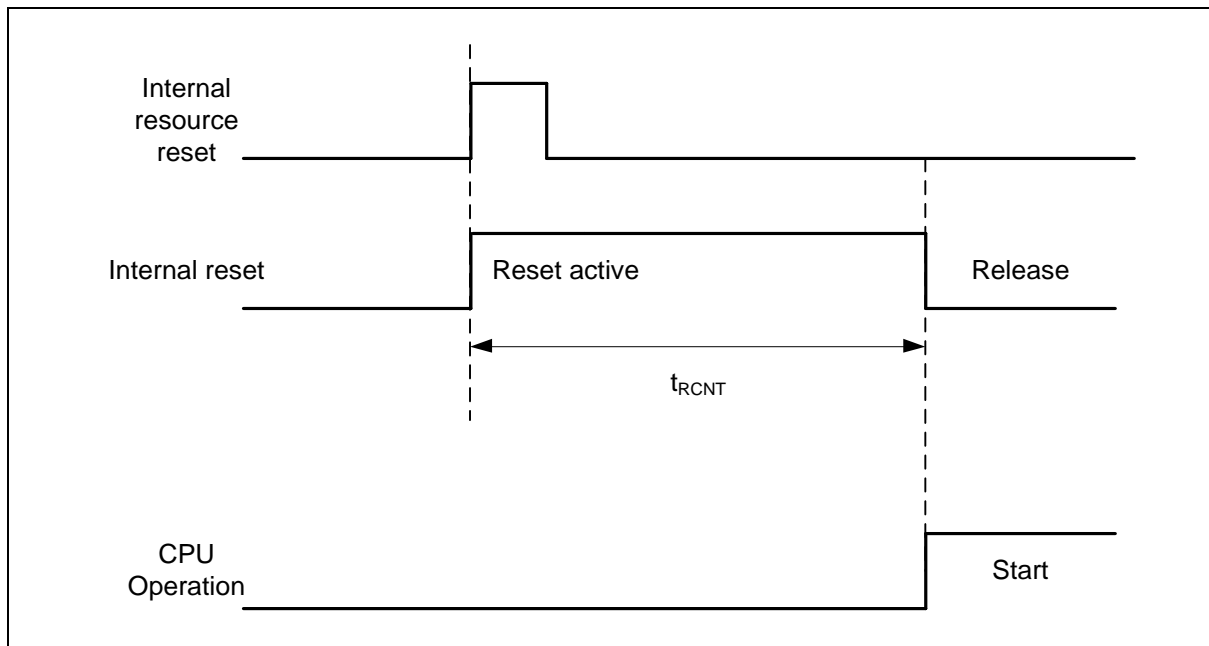 Internal
resource
reset
Internal reset
Reset active
Release
tRCNT
CPU
Operation
Start